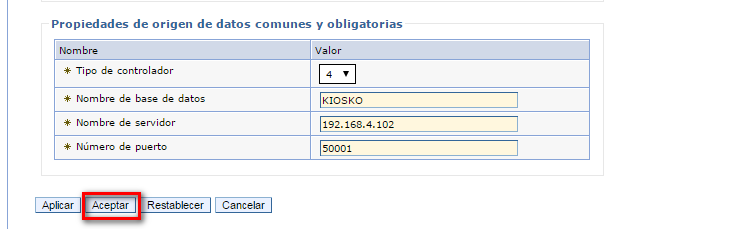 Propiedades de origen de datos comunes y obligatorias
Nombre Valor
✳ Tipo de controlador 4 ▼
✳ Nombre de base de datos KIOSKO
✳ Nombre de servidor 192.168.4.102
✳ Número de puerto 50001
Aplicar Aceptar Restablecer Cancelar